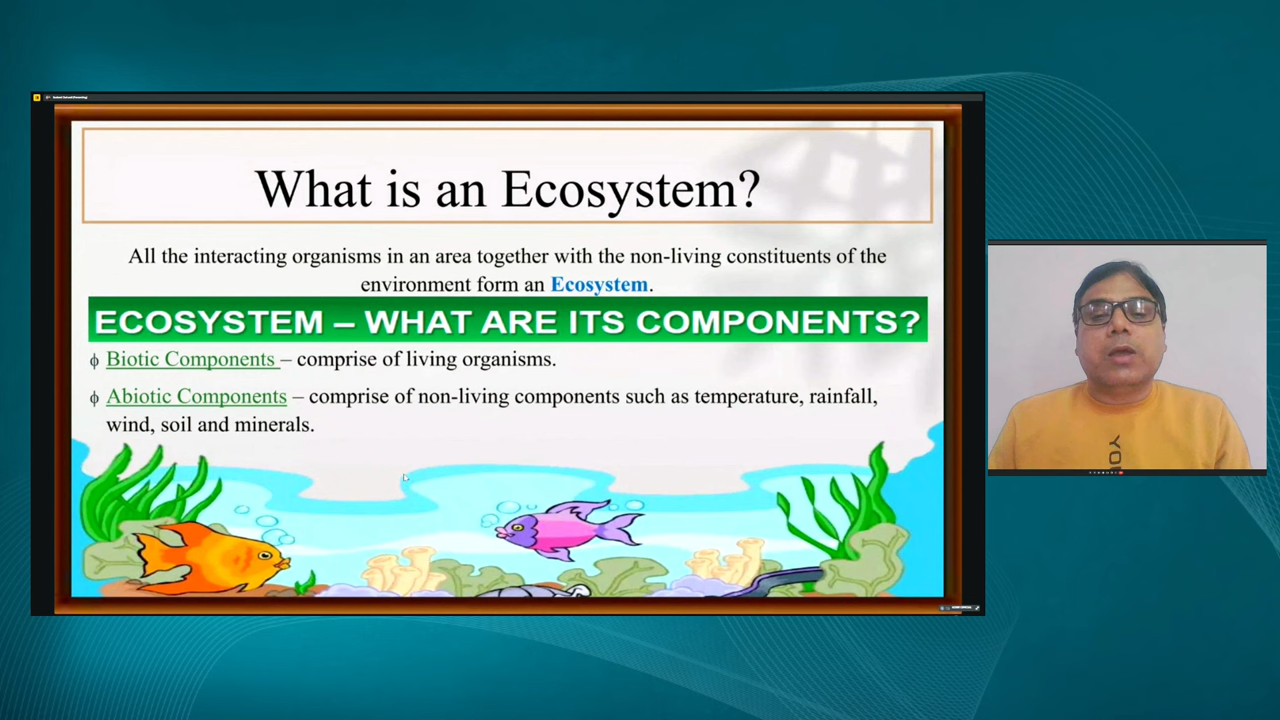 What is an Ecosystem?
All the interacting organisms in an area together with the non-living constituents of the
environment form an Ecosystem.
ECOSYSTEM – WHAT ARE ITS COMPONENTS?
ϕ Biotic Components – comprise of living organisms.
ϕ Abiotic Components – comprise of non-living components such as temperature, rainfall,
wind, soil and minerals.
YOU